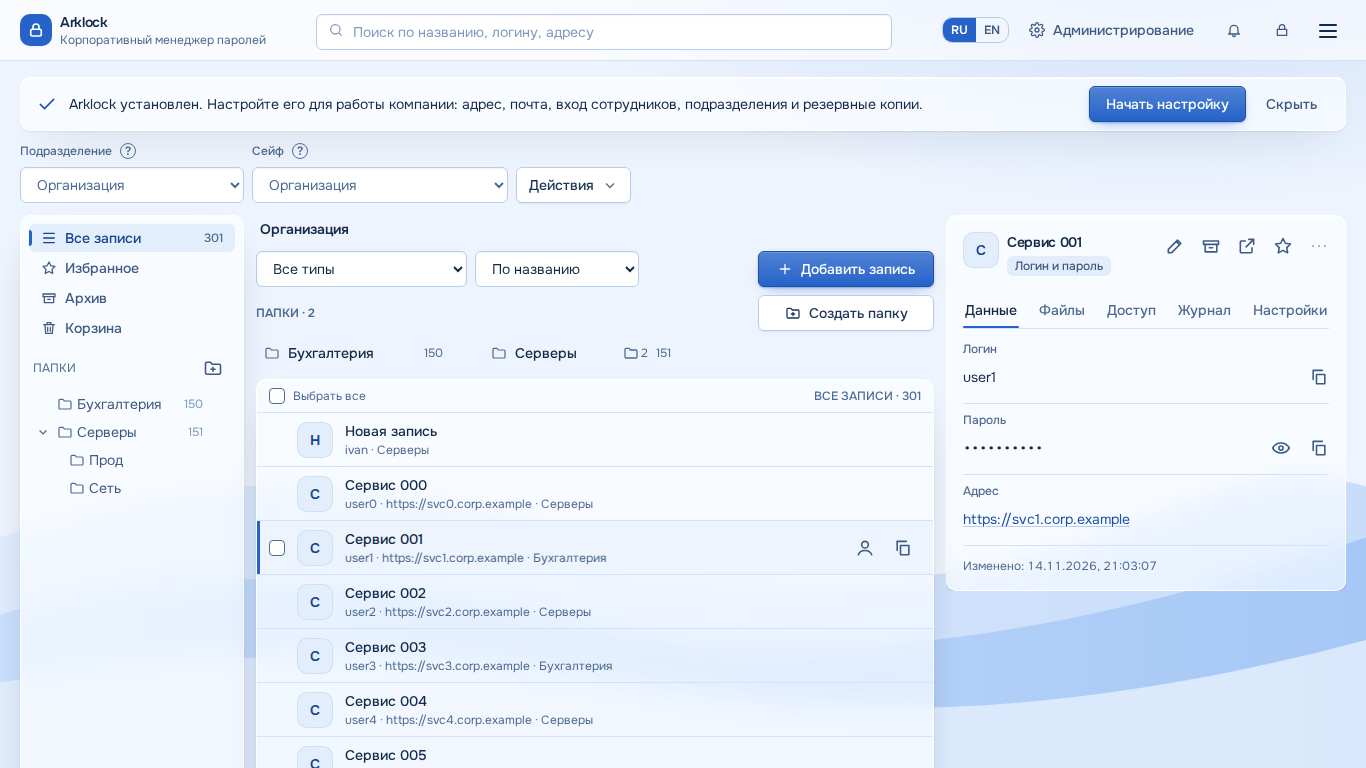 Arklock
Корпоративный менеджер паролей
Поиск по названию, логину, адресу
RU EN
Администрирование
Arklock установлен. Настройте его для работы компании: адрес, почта, вход сотрудников, подразделения и резервные копии.
Начать настройку
Скрыть
Подразделение ?
Сейф ?
Организация
Организация
Действия
Все записи 301
Избранное
Архив
Корзина
ПАПКИ
Бухгалтерия 150
Серверы 151
Прод
Сеть
Организация
Все типы
По названию
Добавить запись
ПАПКИ · 2
Создать папку
Бухгалтерия 150
Серверы 2 151
Выбрать все
ВСЕ ЗАПИСИ · 301
Н
Новая запись
ivan · Серверы
С
Сервис 000
user0 · https://svc0.corp.example · Серверы
С
Сервис 001
user1 · https://svc1.corp.example · Бухгалтерия
С
Сервис 002
user2 · https://svc2.corp.example · Серверы
С
Сервис 003
user3 · https://svc3.corp.example · Бухгалтерия
С
Сервис 004
user4 · https://svc4.corp.example · Серверы
С
Сервис 005
С
Сервис 001
Логин и пароль
Данные Файлы Доступ Журнал Настройки
Логин
user1
Пароль
••••••••••
Адрес
https://svc1.corp.example
Изменено: 14.11.2026, 21:03:07